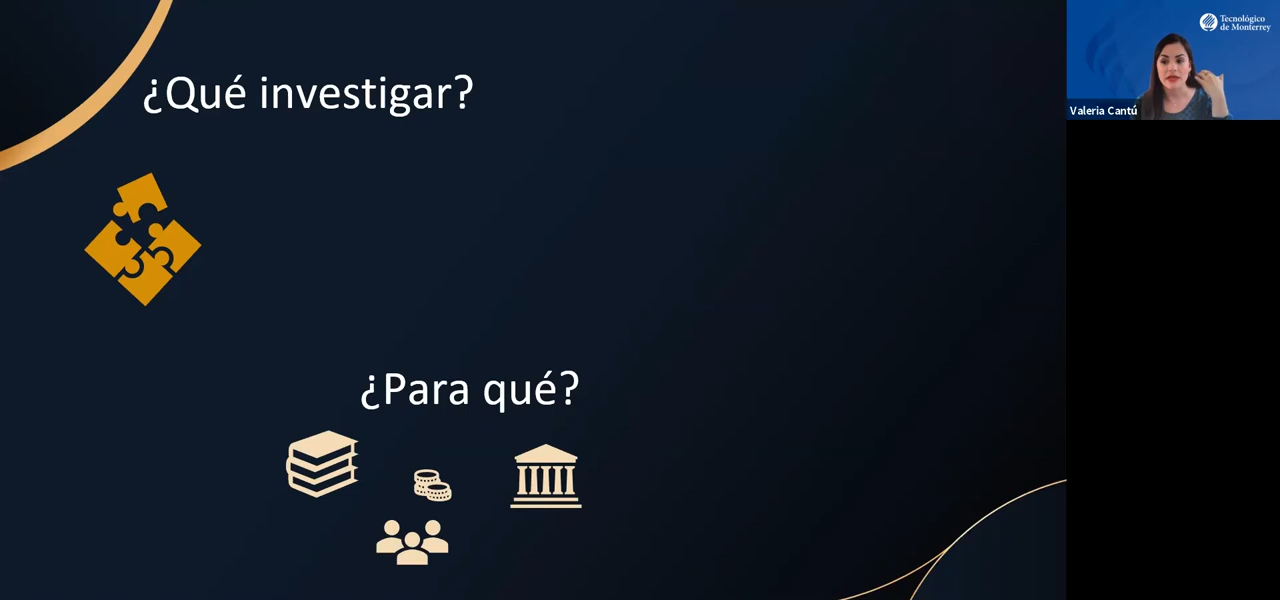 ¿Qué investigar?
¿Para qué?
Tecnológico
de Monterrey
Valeria Cantú